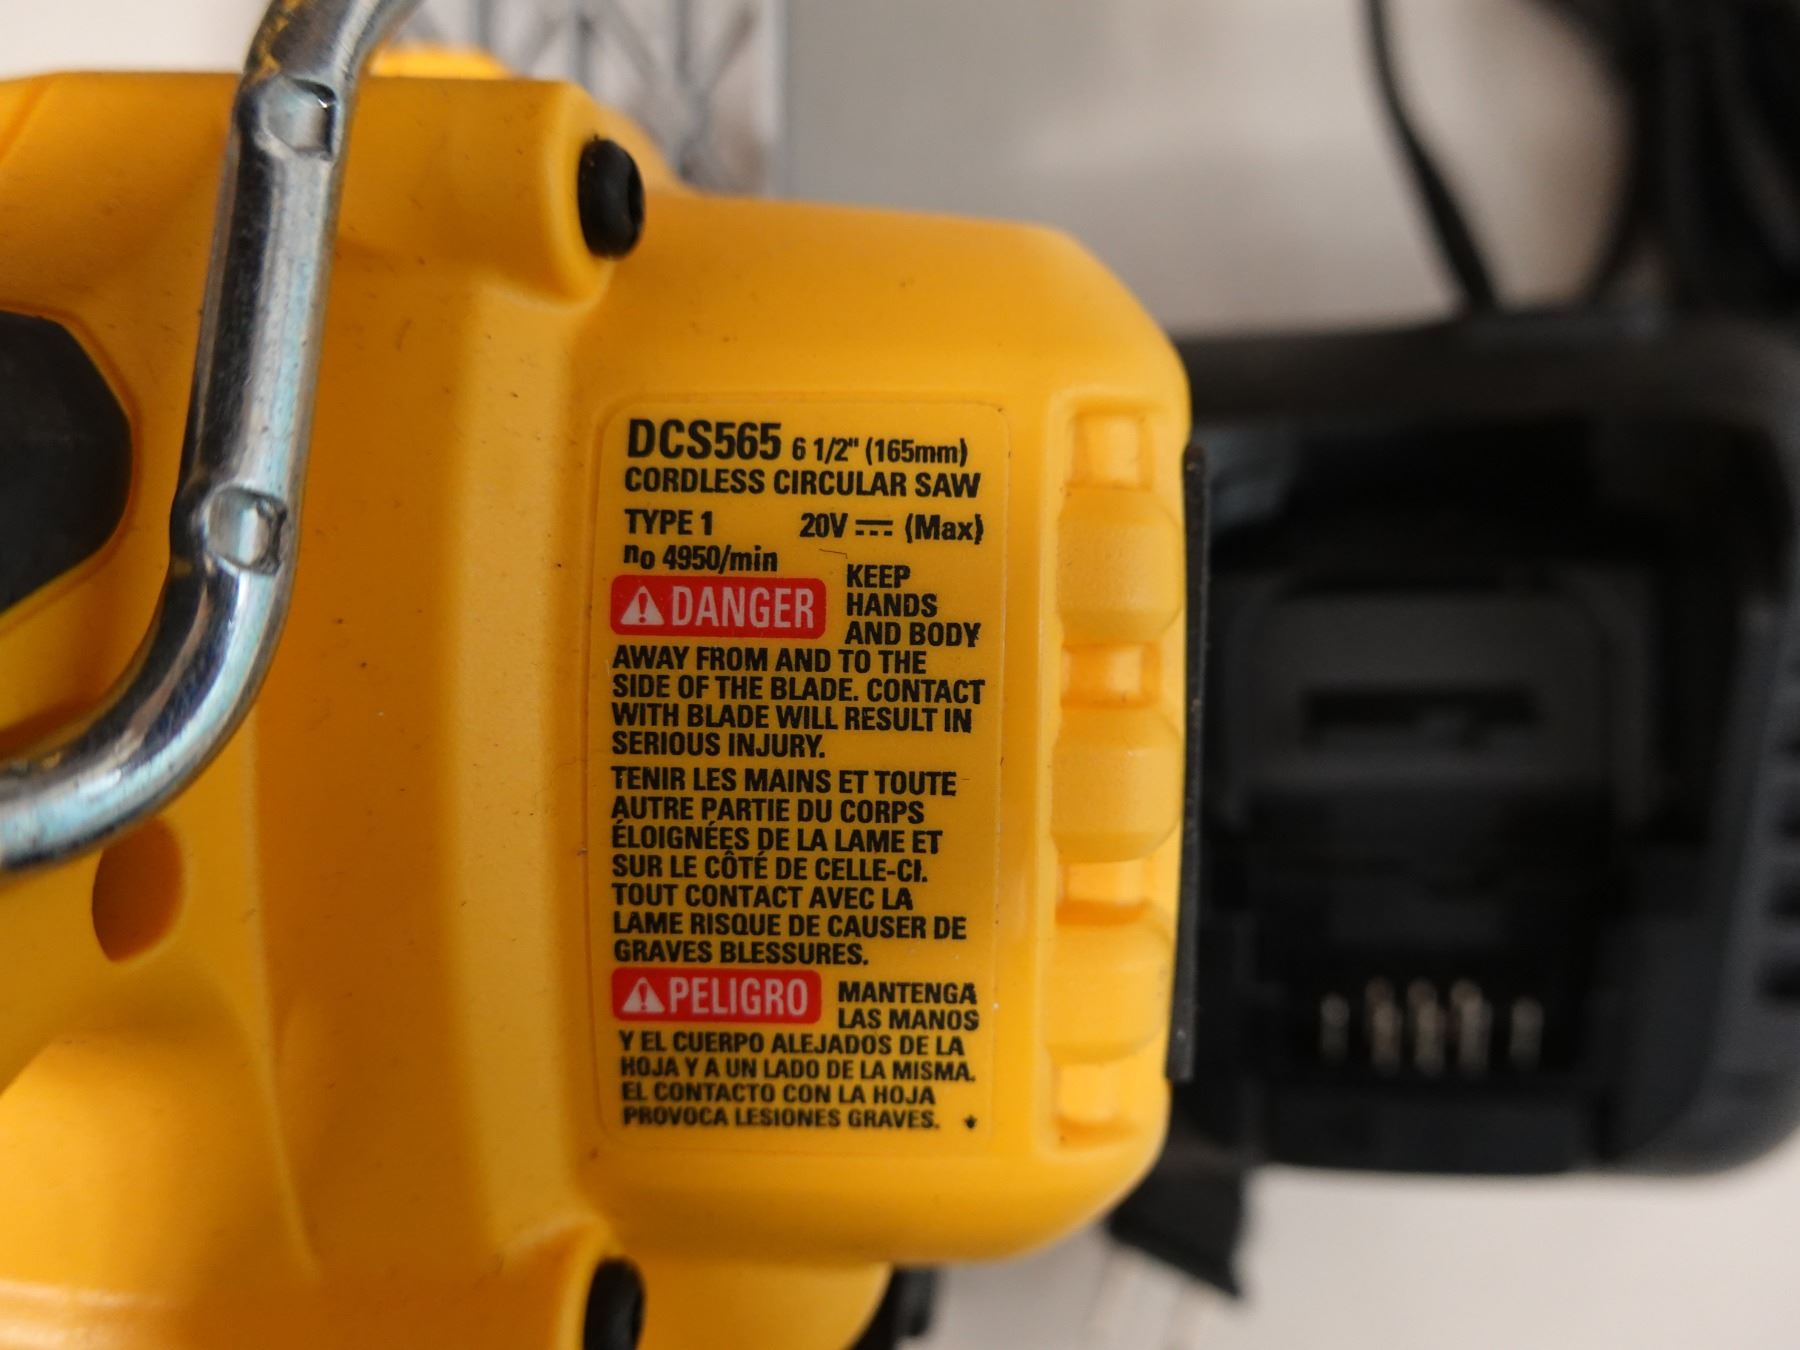 DCS565 6 1/2" (165mm)
CORDLESS CIRCULAR SAW
TYPE 1 20V ⎓ (Max)
no 4950/min
DANGER KEEP
HANDS
AND BODY
AWAY FROM AND TO THE
SIDE OF THE BLADE. CONTACT
WITH BLADE WILL RESULT IN
SERIOUS INJURY.
TENIR LES MAINS ET TOUTE
AUTRE PARTIE DU CORPS
ÉLOIGNÉES DE LA LAME ET
SUR LE CÔTÉ DE CELLE-CI.
TOUT CONTACT AVEC LA
LAME RISQUE DE CAUSER DE
GRAVES BLESSURES.
PELIGRO MANTENGA
LAS MANOS
Y EL CUERPO ALEJADOS DE LA
HOJA Y A UN LADO DE LA MISMA.
EL CONTACTO CON LA HOJA
PROVOCA LESIONES GRAVES.